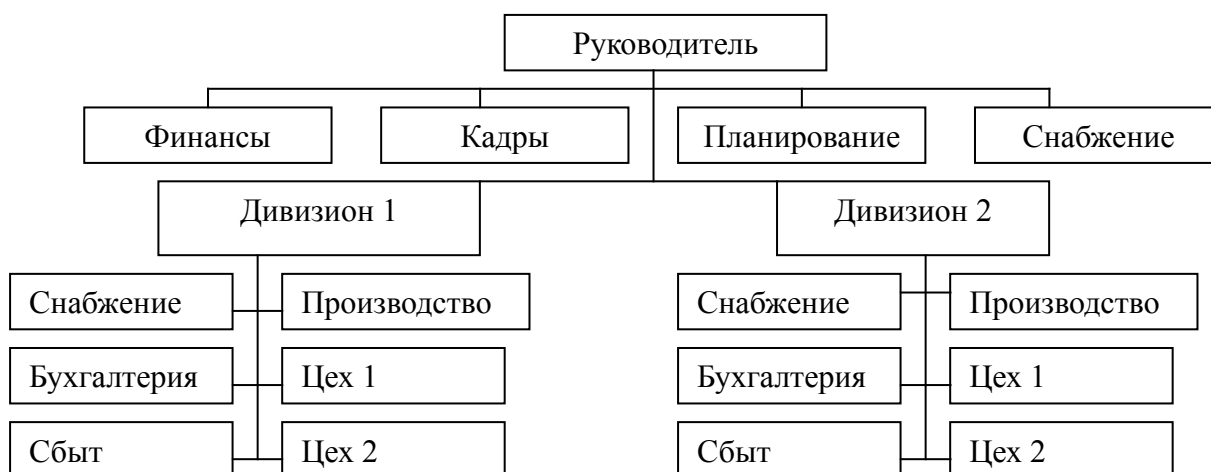 Руководитель
Финансы Кадры Планирование Снабжение
Дивизион 1 Дивизион 2
Снабжение Производство Снабжение Производство
Бухгалтерия Цех 1 Бухгалтерия Цех 1
Сбыт Цех 2 Сбыт Цех 2